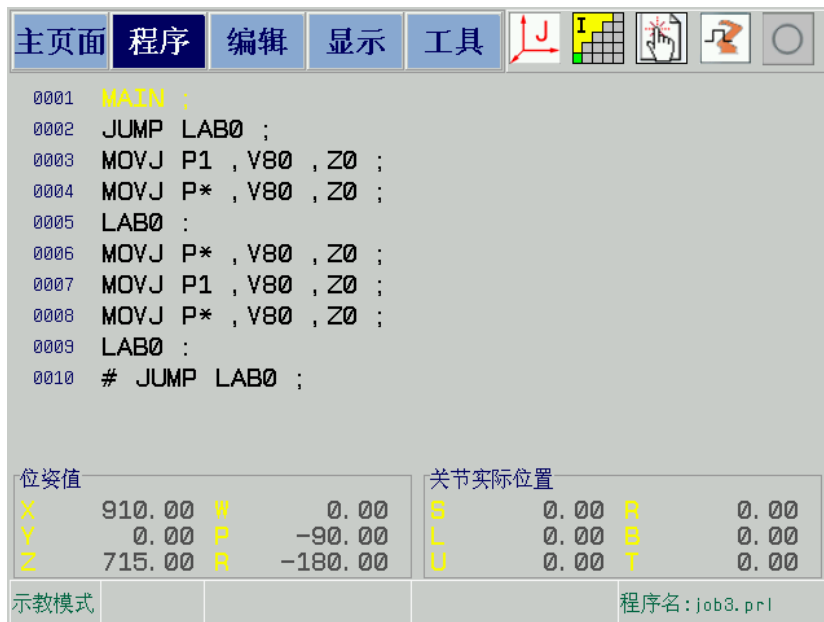 主页面 程序 编辑 显示 工具 J I
0001 MAIN ;
0002 JUMP LAB0 ;
0003 MOVJ P1 ,V80 ,Z0 ;
0004 MOVJ P* ,V80 ,Z0 ;
0005 LAB0 :
0006 MOVJ P* ,V80 ,Z0 ;
0007 MOVJ P1 ,V80 ,Z0 ;
0008 MOVJ P* ,V80 ,Z0 ;
0009 LAB0 :
0010 # JUMP LAB0 ;
位姿值 关节实际位置
X 910.00 W 0.00 S 0.00 R 0.00
Y 0.00 P -90.00 L 0.00 B 0.00
Z 715.00 R -180.00 U 0.00 T 0.00
示教模式 程序名:job3.prl